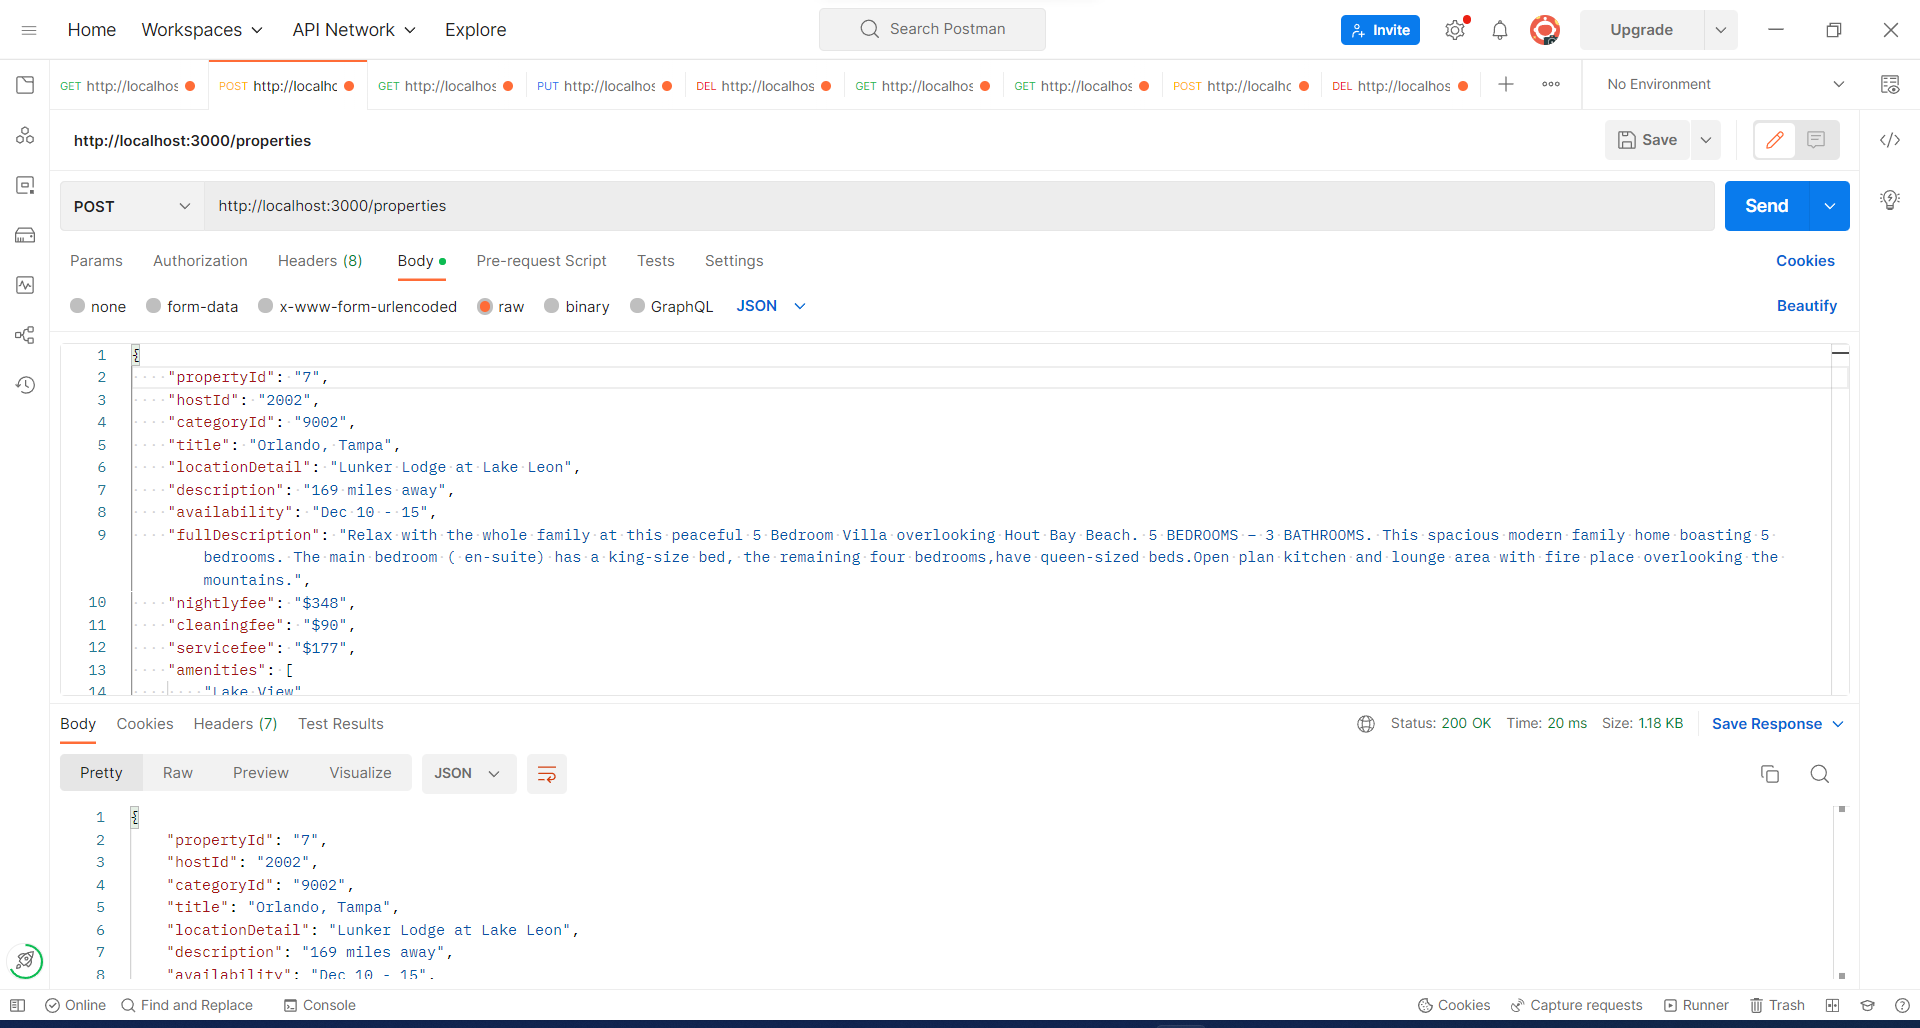 Home Workspaces API Network Explore Search Postman Invite Upgrade
GET http://localhos POST http://localhc GET http://localhos PUT http://localhos DEL http://localhos GET http://localhos GET http://localhos POST http://localhc DEL http://localhos No Environment
http://localhost:3000/properties Save
POST http://localhost:3000/properties Send
Params Authorization Headers (8) Body Pre-request Script Tests Settings Cookies
none form-data x-www-form-urlencoded raw binary GraphQL JSON Beautify
1 {
2 "propertyId": "7",
3 "hostId": "2002",
4 "categoryId": "9002",
5 "title": "Orlando, Tampa",
6 "locationDetail": "Lunker Lodge at Lake Leon",
7 "description": "169 miles away",
8 "availability": "Dec 10 - 15",
9 "fullDescription": "Relax with the whole family at this peaceful 5 Bedroom Villa overlooking Hout Bay Beach. 5 BEDROOMS – 3 BATHROOMS. This spacious modern family home boasting 5
bedrooms. The main bedroom ( en-suite) has a king-size bed, the remaining four bedrooms,have queen-sized beds.Open plan kitchen and lounge area with fire place overlooking the
mountains.",
10 "nightlyfee": "$348",
11 "cleaningfee": "$90",
12 "servicefee": "$177",
13 "amenities": [
14 "Lake View"
Body Cookies Headers (7) Test Results Status: 200 OK Time: 20 ms Size: 1.18 KB Save Response
Pretty Raw Preview Visualize JSON
1 {
2 "propertyId": "7",
3 "hostId": "2002",
4 "categoryId": "9002",
5 "title": "Orlando, Tampa",
6 "locationDetail": "Lunker Lodge at Lake Leon",
7 "description": "169 miles away",
8 "availability": "Dec 10 - 15",
Online Find and Replace Console Cookies Capture requests Runner Trash